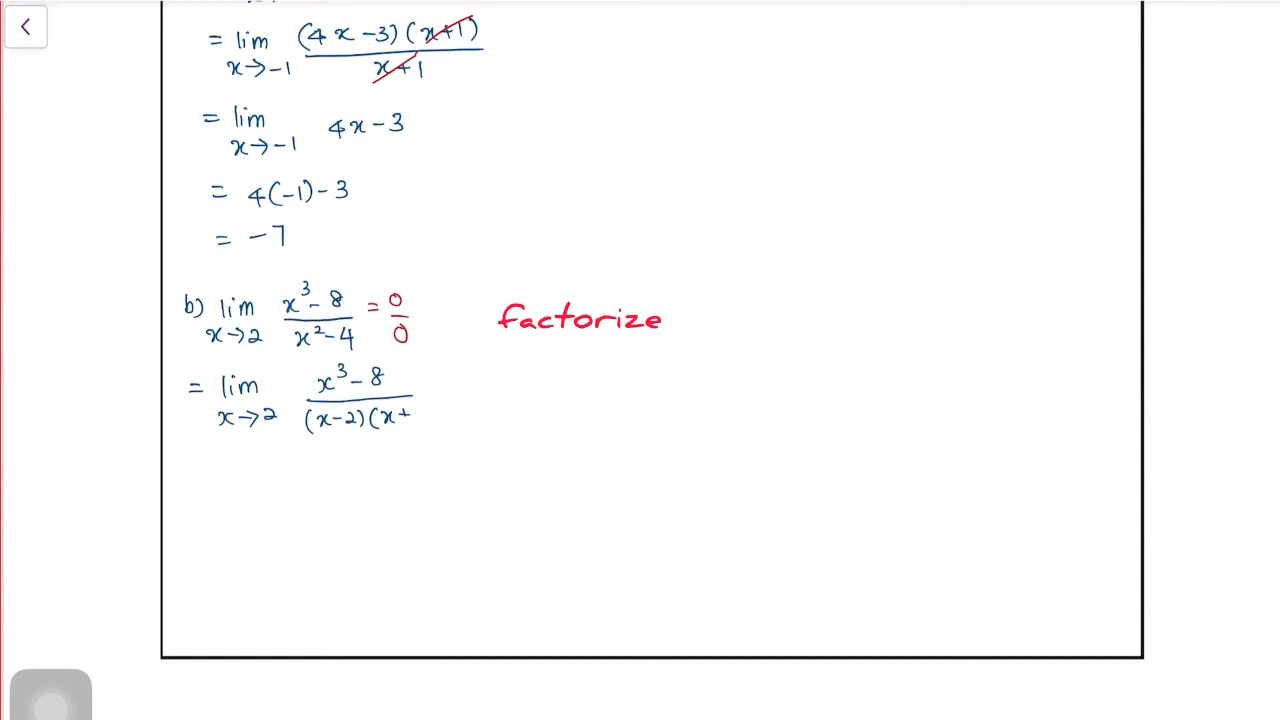 = lim (4x-3)(x+1)
x→-1 x+1
= lim 4x-3
x→-1
= 4(-1)-3
= -7
b) lim x³-8 = 0
x→2 x²-4 0
factorize
= lim x³-8
x→2 (x-2)(x+